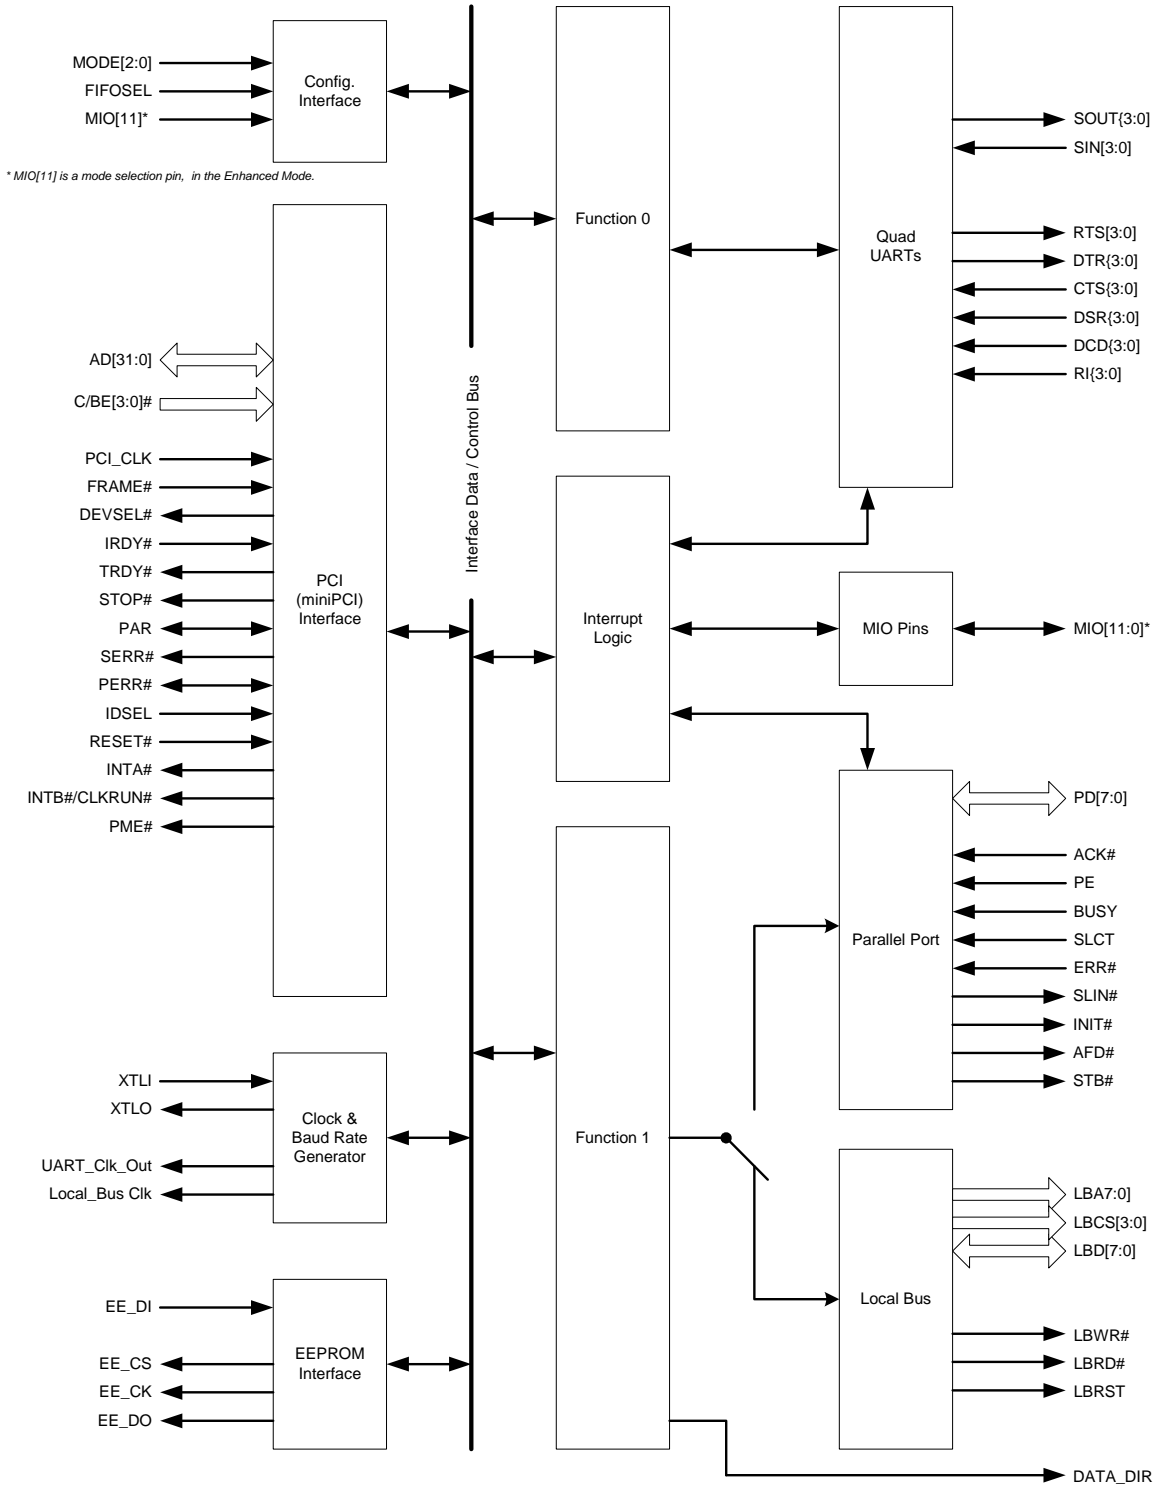 MODE[2:0]
FIFOSEL
MIO[11]*
Config.
Interface
* MIO[11] is a mode selection pin, in the Enhanced Mode.
AD[31:0]
C/BE[3:0]#
PCI_CLK
FRAME#
DEVSEL#
IRDY#
TRDY#
STOP#
PAR
SERR#
PERR#
IDSEL
RESET#
INTA#
INTB#/CLKRUN#
PME#
PCI
(miniPCI)
Interface
XTLI
XTLO
UART_Clk_Out
Local_Bus Clk
Clock &
Baud Rate
Generator
EE_DI
EE_CS
EE_CK
EE_DO
EEPROM
Interface
Interface Data / Control Bus
Function 0
Interrupt
Logic
Function 1
Quad
UARTs
SOUT{3:0]
SIN[3:0]
RTS[3:0]
DTR{3:0]
CTS{3:0]
DSR{3:0]
DCD{3:0]
RI{3:0]
MIO Pins
MIO[11:0]*
Parallel Port
PD[7:0]
ACK#
PE
BUSY
SLCT
ERR#
SLIN#
INIT#
AFD#
STB#
Local Bus
LBA7:0]
LBCS[3:0]
LBD[7:0]
LBWR#
LBRD#
LBRST
DATA_DIR